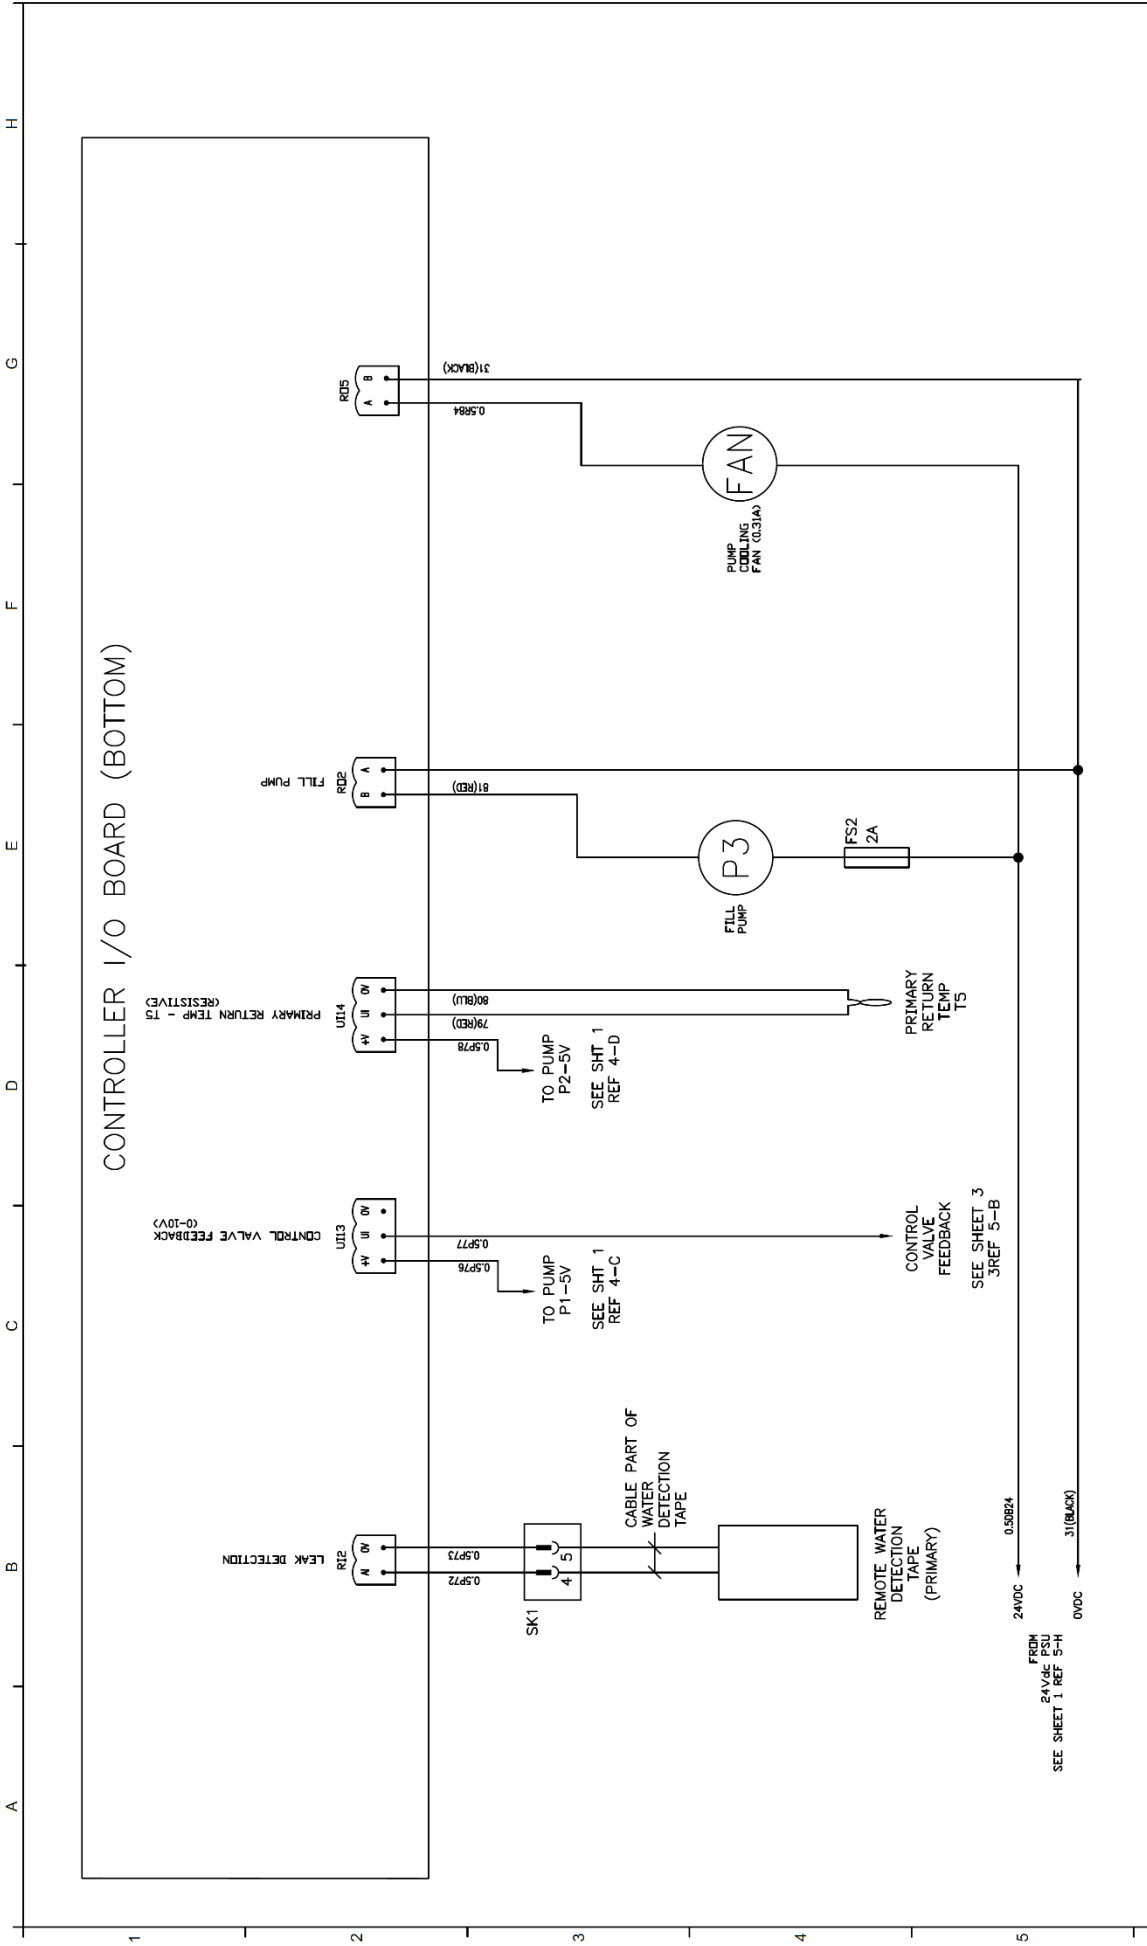 A
B
C
D
E
F
G
H
1
2
3
4
5
CONTROLLER I/O BOARD (BOTTOM)
LEAK DETECTION
RI2
IN
0V
0.5P72
0.5P73
SK1
4
5
CABLE PART OF
WATER
DETECTION
TAPE
REMOTE WATER
DETECTION
TAPE
(PRIMARY)
CONTROL VALVE FEEDBACK
(0-10V)
UI13
+V
UI
0V
0.5P76
0.5P77
TO PUMP
P1-5V
SEE SHT 1
REF 4-C
CONTROL
VALVE
FEEDBACK
SEE SHEET 3
3REF 5-B
PRIMARY RETURN TEMP - T5
(RESISTIVE)
UI14
+V
UI
0V
0.5P78
79(RED)
80(BLU)
TO PUMP
P2-5V
SEE SHT 1
REF 4-D
PRIMARY
RETURN
TEMP
T5
FILL PUMP
RO2
B
A
81(RED)
P3
FILL
PUMP
FS2
2A
RO5
A
B
0.5R84
31(BLACK)
FAN
PUMP
COOLING
FAN (0.31A)
24VDC
0.5OB24
0VDC
31(BLACK)
FROM
24Vdc PSU
SEE SHEET 1 REF 5-H